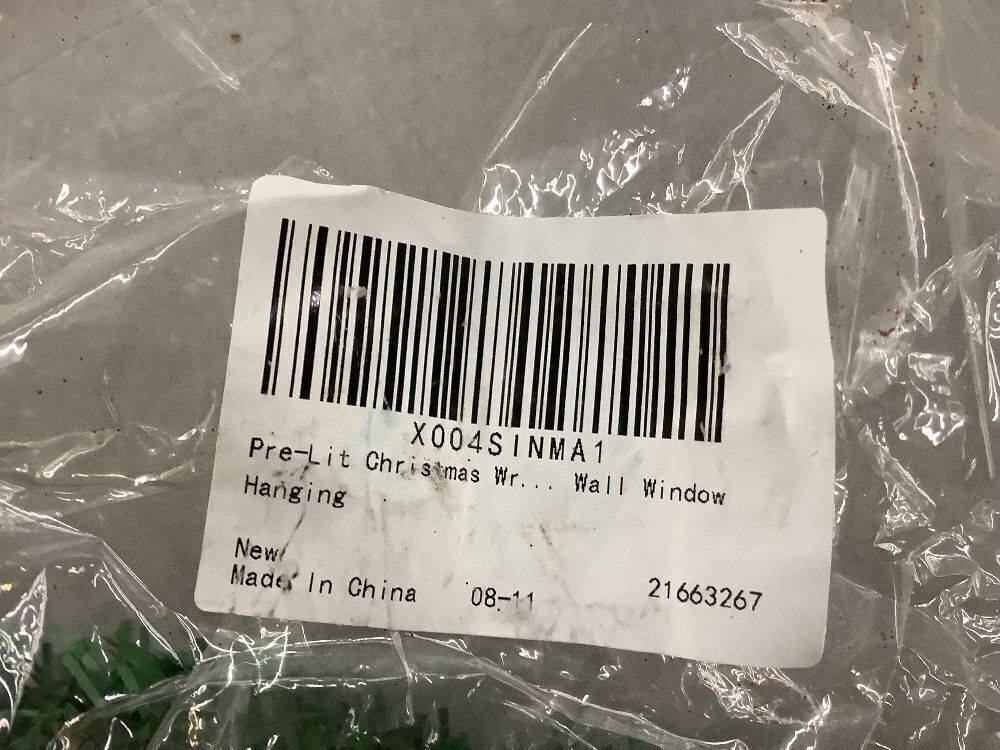 X004SINMA1
Pre-Lit Christmas Wr... Wall Window
Hanging
New
Made In China 08-11 21663267